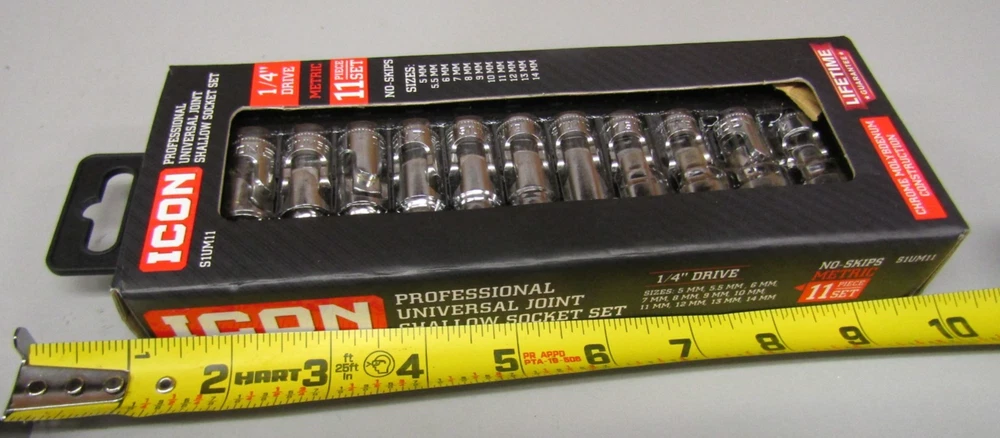 PROFESSIONAL
UNIVERSAL JOINT
SHALLOW SOCKET SET
ICON
S1UM11
1/4" DRIVE
METRIC
11 PIECE SET
NO-SKIPS
SIZES:
5 MM
5.5 MM
6 MM
7 MM
8 MM
9 MM
10 MM
11 MM
12 MM
13 MM
14 MM
LIFETIME
GUARANTEE
CHROME MOLYBDENUM
CONSTRUCTION
ICON
PROFESSIONAL
UNIVERSAL JOINT
SHALLOW SOCKET SET
1/4" DRIVE
SIZES: 5 MM, 5.5 MM, 6 MM,
7 MM, 8 MM, 9 MM, 10 MM,
11 MM, 12 MM, 13 MM, 14 MM
NO-SKIPS
METRIC
11 PIECE SET
S1UM11
1 2 HART 3 ft 25ft in 4 5 PR APPD PTA-19-506 6 7 8 9 10